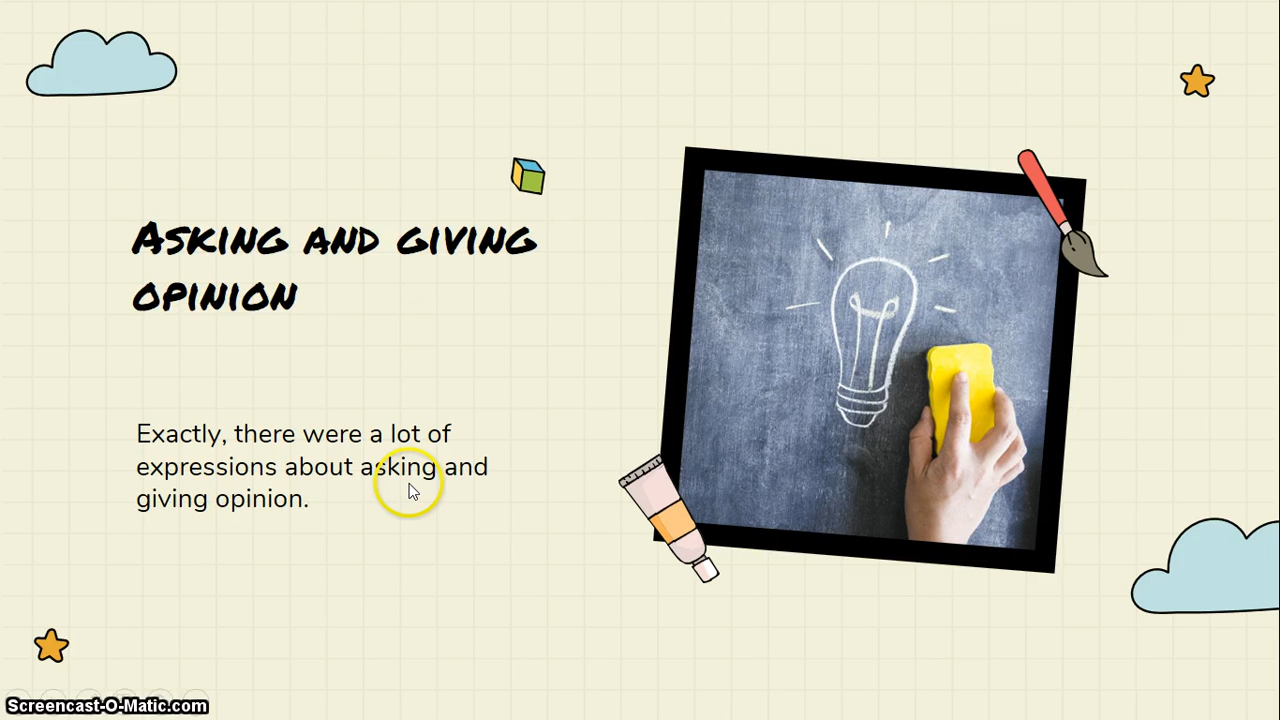 Asking and giving
opinion
Exactly, there were a lot of
expressions about asking and
giving opinion.
Screencast-O-Matic.com